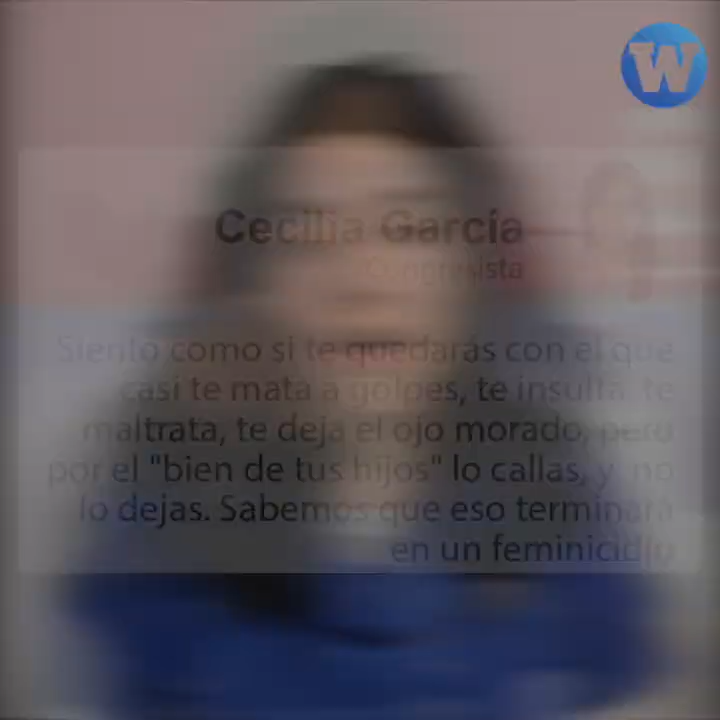 W
Cecilia García
Congresista
Siento como si te quedaras con el que
casi te mata a golpes, te insulta, te
maltrata, te deja el ojo morado, pero
por el "bien de tus hijos" lo callas, y no
lo dejas. Sabemos que eso terminará
en un feminicidio